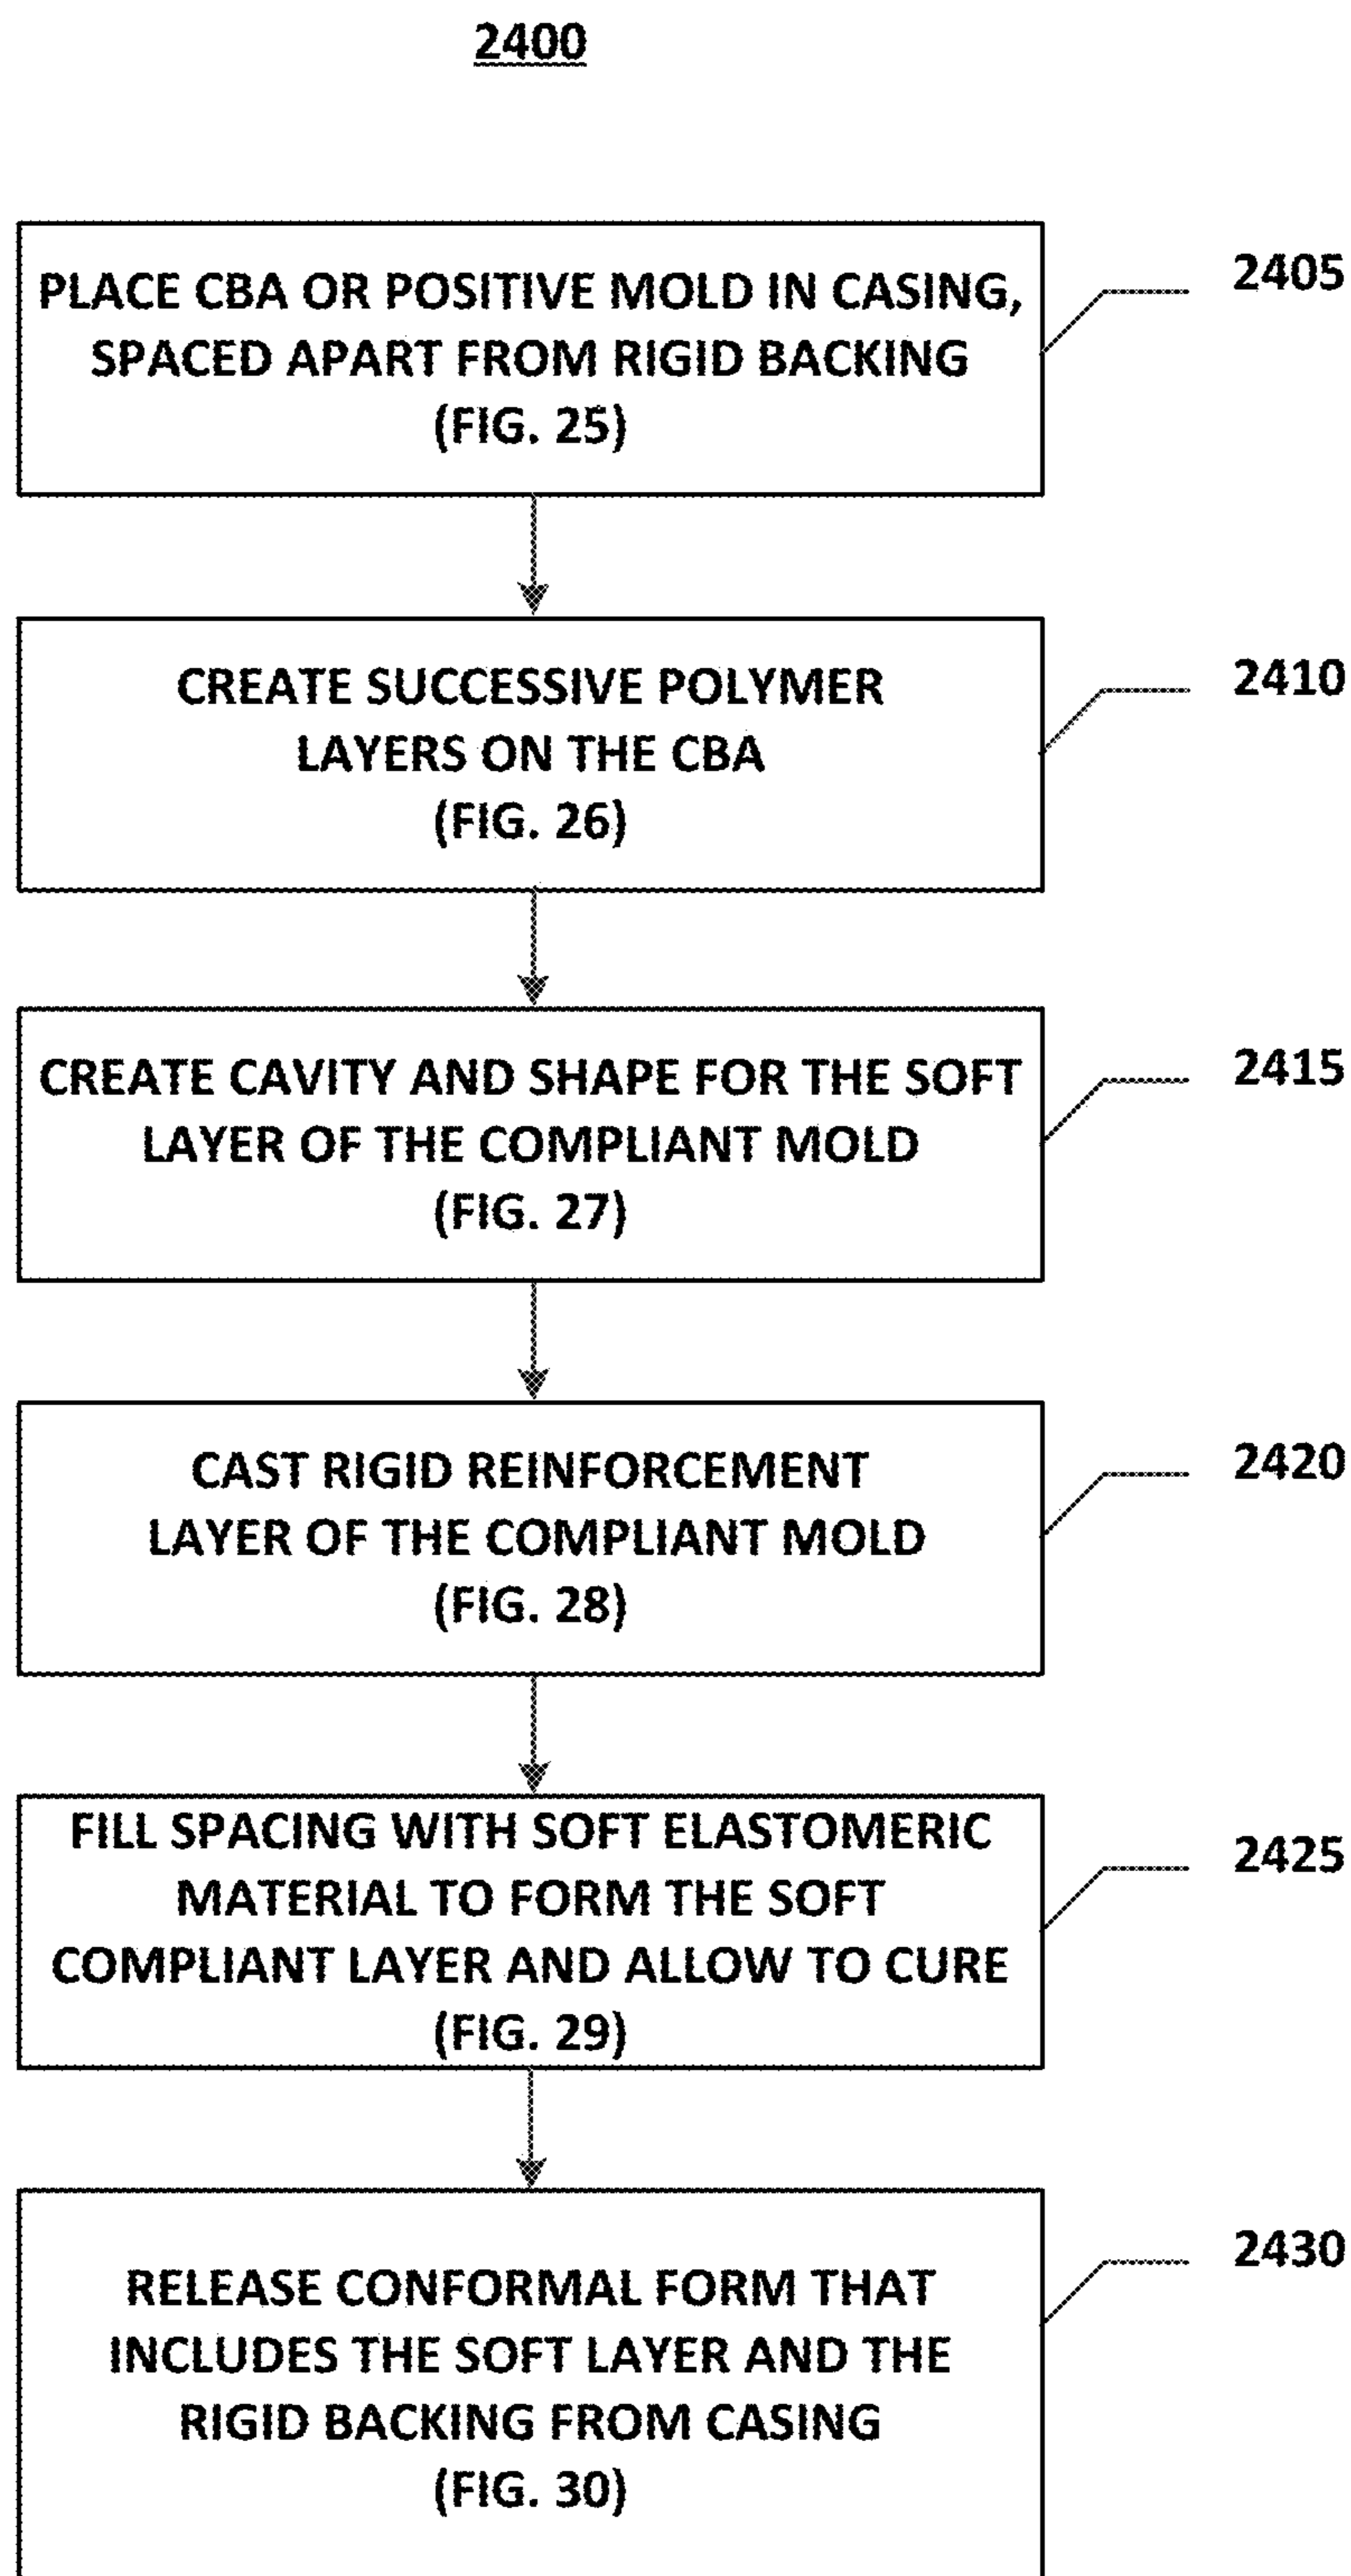 2400
PLACE CBA OR POSITIVE MOLD IN CASING,
SPACED APART FROM RIGID BACKING
(FIG. 25)
2405
CREATE SUCCESSIVE POLYMER
LAYERS ON THE CBA
(FIG. 26)
2410
CREATE CAVITY AND SHAPE FOR THE SOFT
LAYER OF THE COMPLIANT MOLD
(FIG. 27)
2415
CAST RIGID REINFORCEMENT
LAYER OF THE COMPLIANT MOLD
(FIG. 28)
2420
FILL SPACING WITH SOFT ELASTOMERIC
MATERIAL TO FORM THE SOFT
COMPLIANT LAYER AND ALLOW TO CURE
(FIG. 29)
2425
RELEASE CONFORMAL FORM THAT
INCLUDES THE SOFT LAYER AND THE
RIGID BACKING FROM CASING
(FIG. 30)
2430